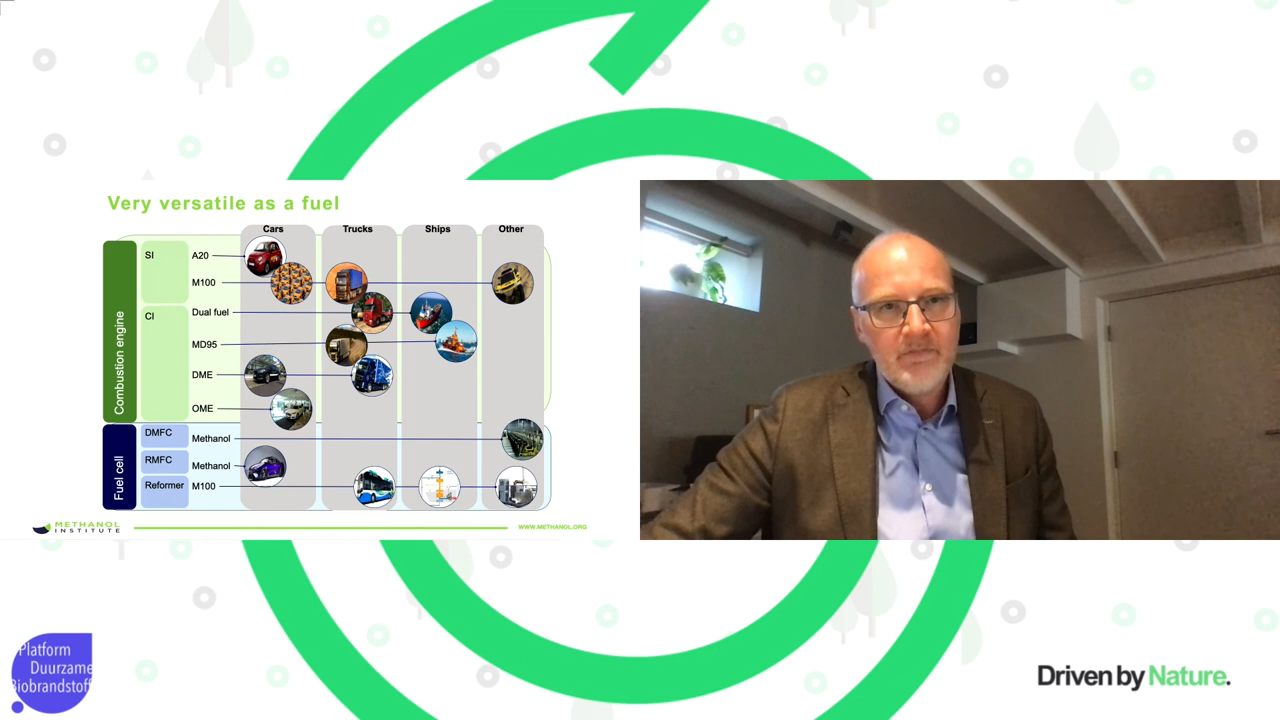 Very versatile as a fuel
Cars
Trucks
Ships
Other
Combustion engine
SI
A20
M100
CI
Dual fuel
MD95
DME
OME
Fuel cell
DMFC
Methanol
RMFC
Methanol
Reformer
M100
METHANOL
INSTITUTE
WWW.METHANOL.ORG
Platform
Duurzame
Biobrandstoff
Driven by Nature.